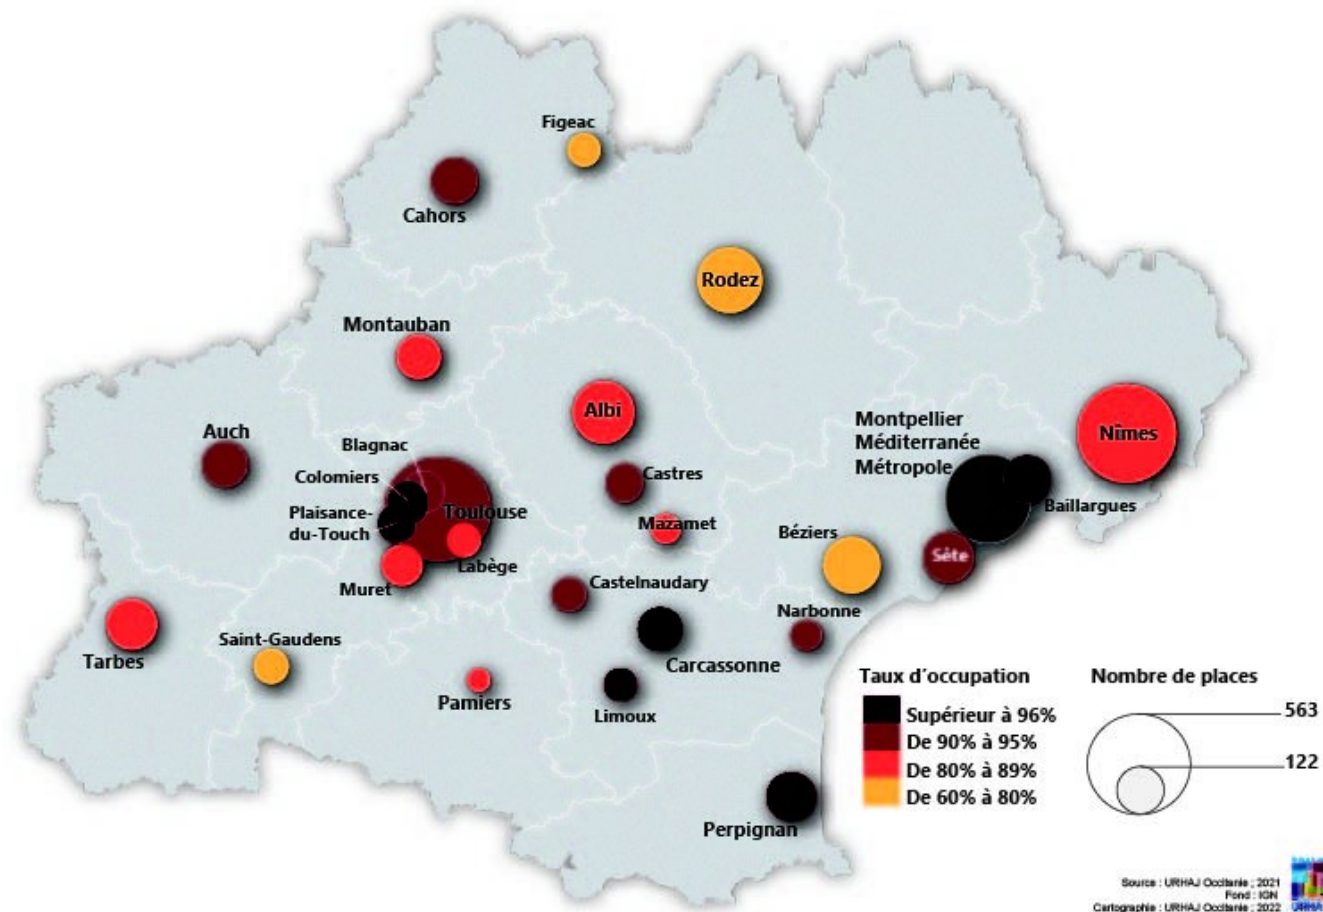 Figeac
Cahors
Rodez
Montauban
Albi
Auch
Blagnac
Colomiers
Plaisance-
du-Touch
Toulouse
Labège
Muret
Castres
Mazamet
Montpellier
Méditerranée
Métropole
Nîmes
Baillargues
Béziers
Sète
Castelnaudary
Narbonne
Carcassonne
Tarbes
Saint-Gaudens
Pamiers
Limoux
Perpignan
Taux d'occupation
Supérieur à 96%
De 90% à 95%
De 80% à 89%
De 60% à 80%
Nombre de places
563
122
Source : URHAJ Occitanie ; 2021
Fond : IGN
Cartographie : URHAJ Occitanie ; 2022